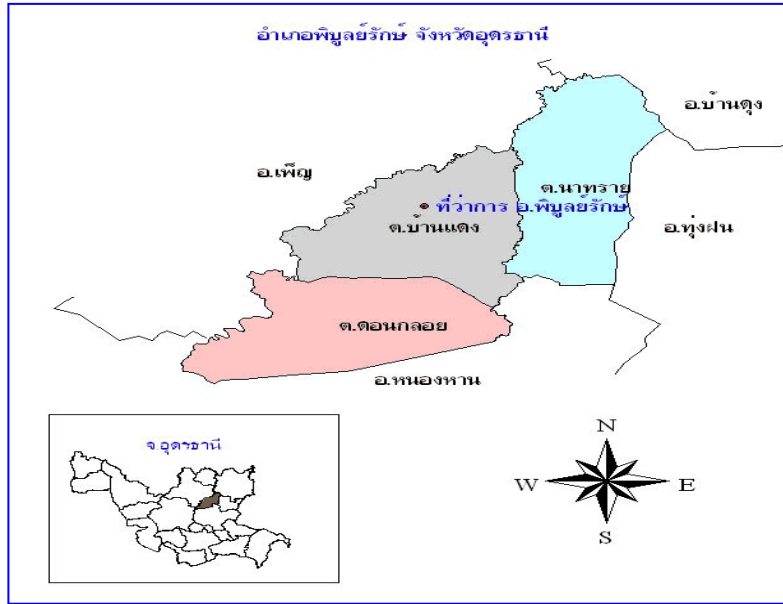 อำเภอพิบูลย์รักษ์ จังหวัดอุดรธานี
อ.บ้านดุง
อ.เพ็ญ
ต.นาทราย
ที่ว่าการ อ.พิบูลย์รักษ์
ต.บ้านแดง
อ.ทุ่งฝน
ต.ดอนกลอย
อ.หนองหาน
จ.อุดรธานี
N
W
E
S